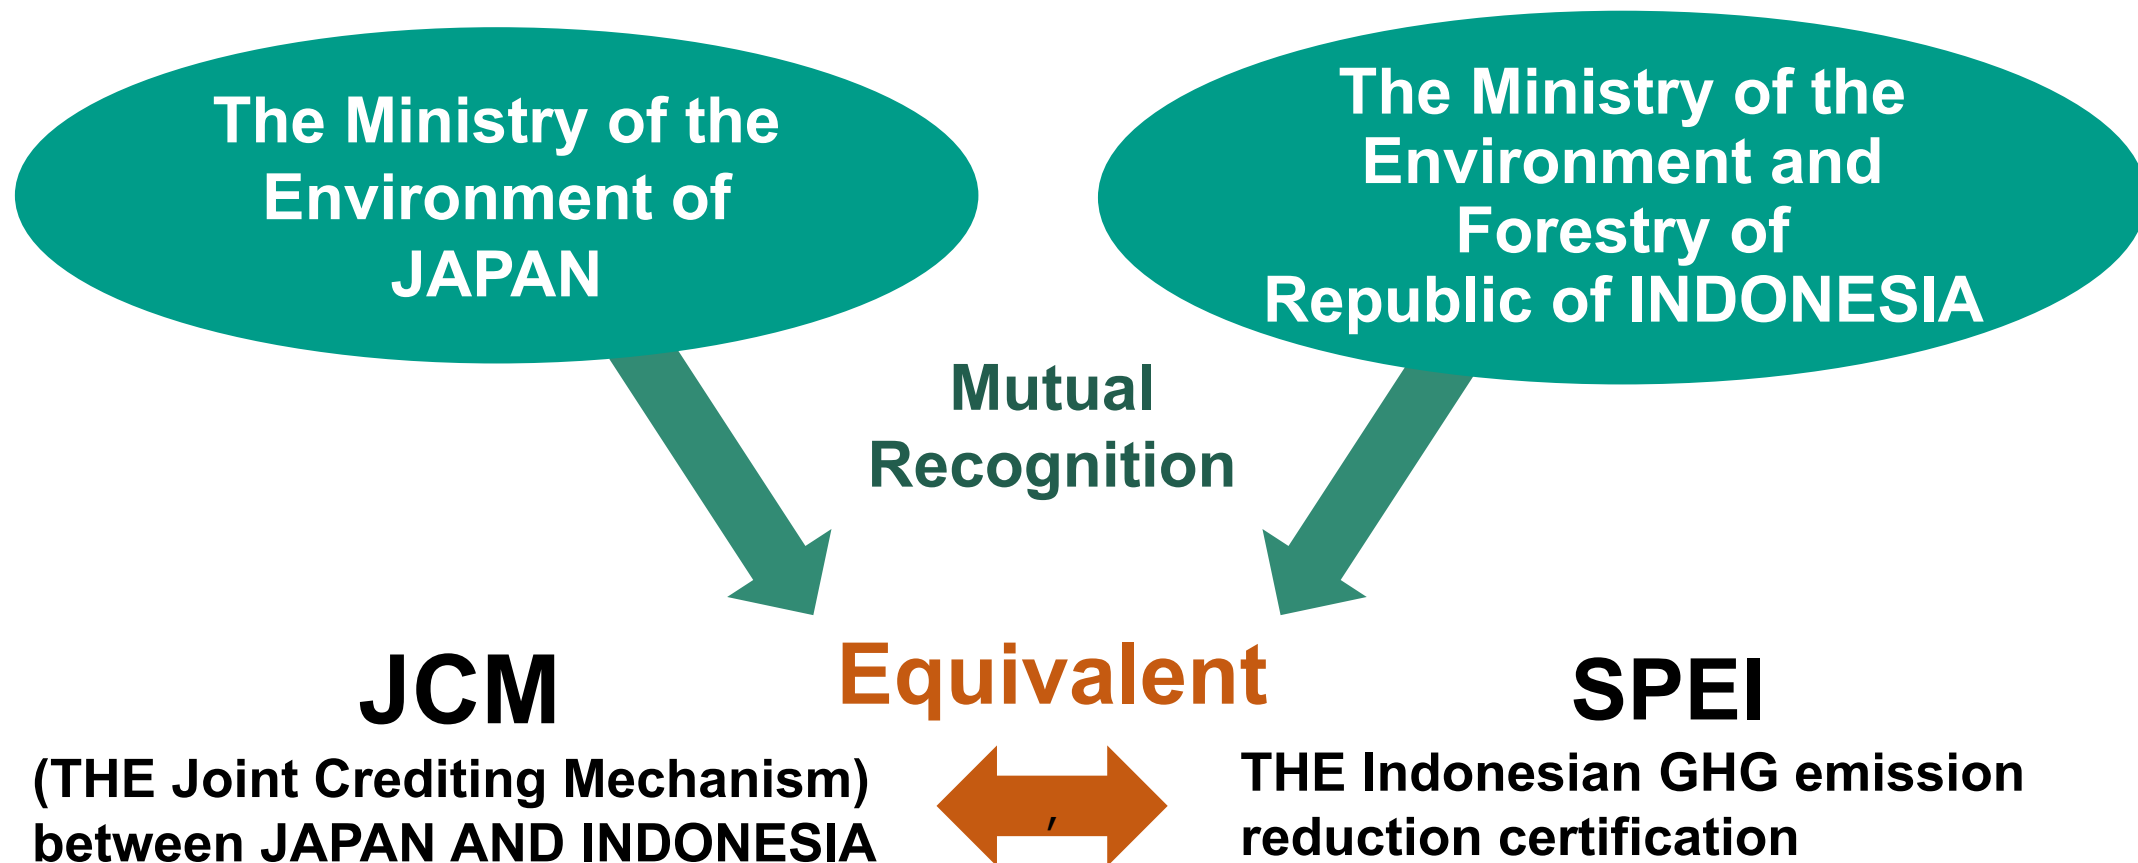 The Ministry of the
Environment of
JAPAN
The Ministry of the
Environment and
Forestry of
Republic of INDONESIA
Mutual
Recognition
Equivalent
JCM
(THE Joint Crediting Mechanism)
between JAPAN AND INDONESIA
,
SPEI
THE Indonesian GHG emission
reduction certification